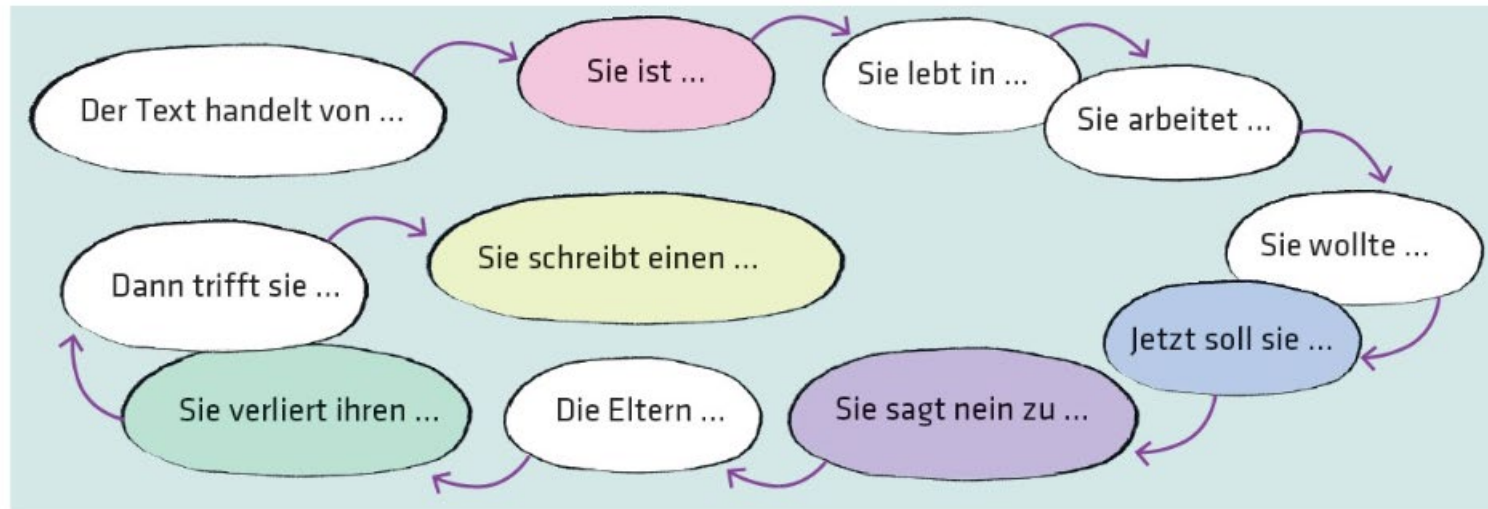 Der Text handelt von ...
Sie ist ...
Sie lebt in ...
Sie arbeitet ...
Sie wollte ...
Jetzt soll sie ...
Sie sagt nein zu ...
Die Eltern ...
Sie verliert ihren ...
Dann trifft sie ...
Sie schreibt einen ...